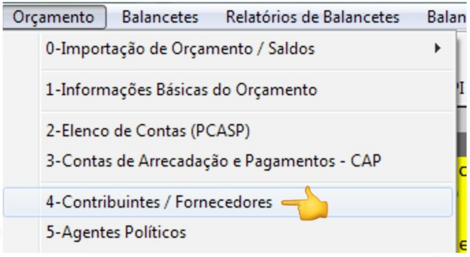 Orçamento Balancetes Relatórios de Balancetes Balan
0-Importação de Orçamento / Saldos
1-Informações Básicas do Orçamento
2-Elenco de Contas (PCASP)
3-Contas de Arrecadação e Pagamentos - CAP
4-Contribuintes / Fornecedores
5-Agentes Políticos